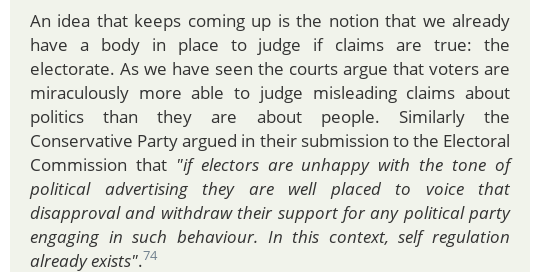 An idea that keeps coming up is the notion that we already
have a body in place to judge if claims are true: the
electorate. As we have seen the courts argue that voters are
miraculously more able to judge misleading claims about
politics than they are about people. Similarly the
Conservative Party argued in their submission to the Electoral
Commission that "if electors are unhappy with the tone of
political advertising they are well placed to voice that
disapproval and withdraw their support for any political party
engaging in such behaviour. In this context, self regulation
already exists".74